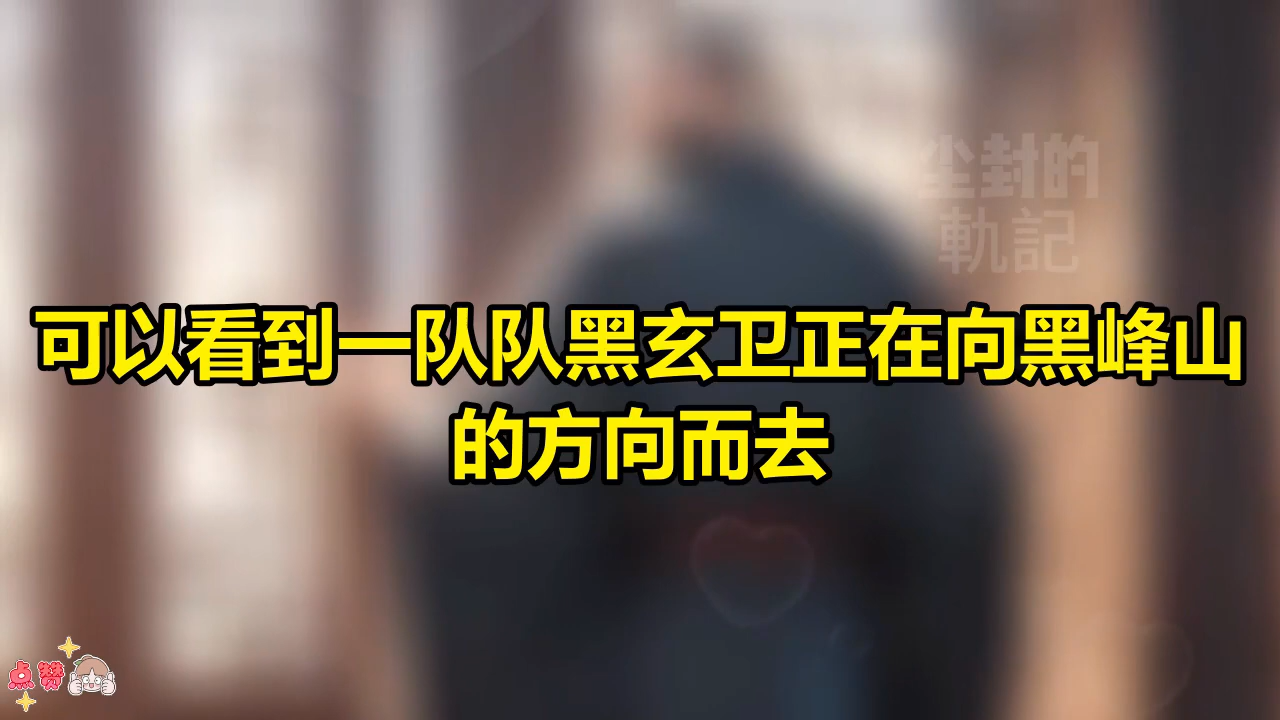 尘封的
軌記
可以看到一队队黑玄卫正在向黑峰山
的方向而去
点赞